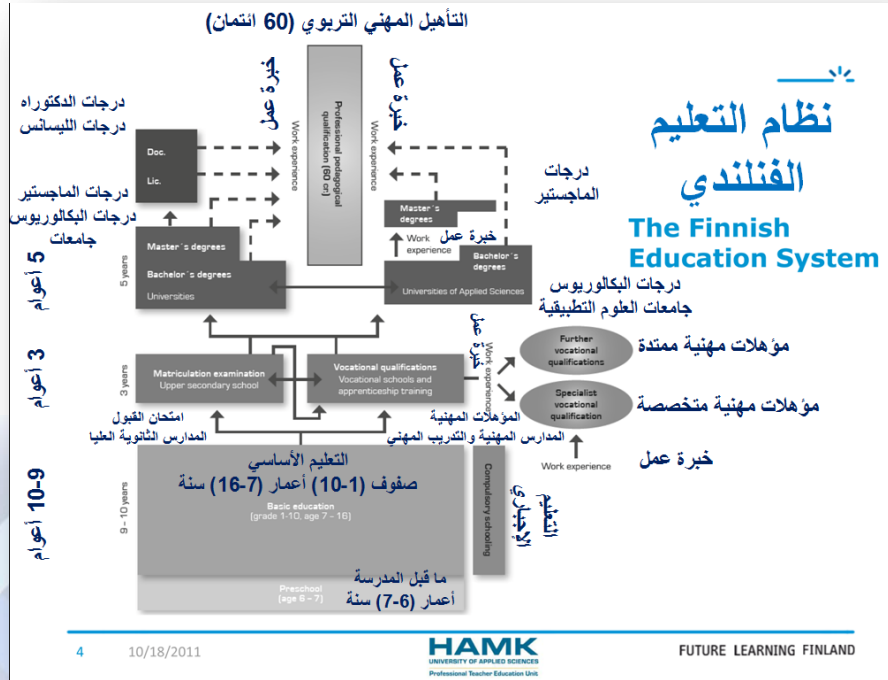 التأهيل المهني التربوي (60 ائتمان)
نظام التعليم
الفنلندي
The Finnish
Education System
درجات الدكتوراه
درجات الليسانس
Doc.
Lic.
خبرة عمل
Work experience
Professional pedagogical
qualification (60 cr)
Work experience
خبرة عمل
درجات الماجستير
درجات البكالوريوس
جامعات
5 أعوام
5 years
Master´s degrees
Bachelor´s degrees
Universities
Master´s
degrees
درجات
الماجستير
Work
experience
خبرة عمل
Bachelor´s
degrees
Universities of Applied Sciences
درجات البكالوريوس
جامعات العلوم التطبيقية
3 أعوام
3 years
Matriculation examination
Upper secondary school
Vocational qualifications
Vocational schools and
apprenticeship training
خبرة عمل
Work experience
Further
vocational
qualifications
مؤهلات مهنية ممتدة
Specialist
vocational
qualification
مؤهلات مهنية متخصصة
امتحان القبول
المدارس الثانوية العليا
المؤهلات المهنية
المدارس المهنية والتدريب المهني
Work experience
خبرة عمل
9-10 أعوام
9 – 10 years
التعليم الأساسي
صفوف (1-10) أعمار (7-16) سنة
Basic education
(grade 1-10, age 7 – 16)
Compulsory schooling
التعليم
الإجباري
ما قبل المدرسة
Preschool
(age 6 – 7)
أعمار (6-7) سنة
4
10/18/2011
HAMK
UNIVERSITY OF APPLIED SCIENCES
Professional Teacher Education Unit
FUTURE LEARNING FINLAND